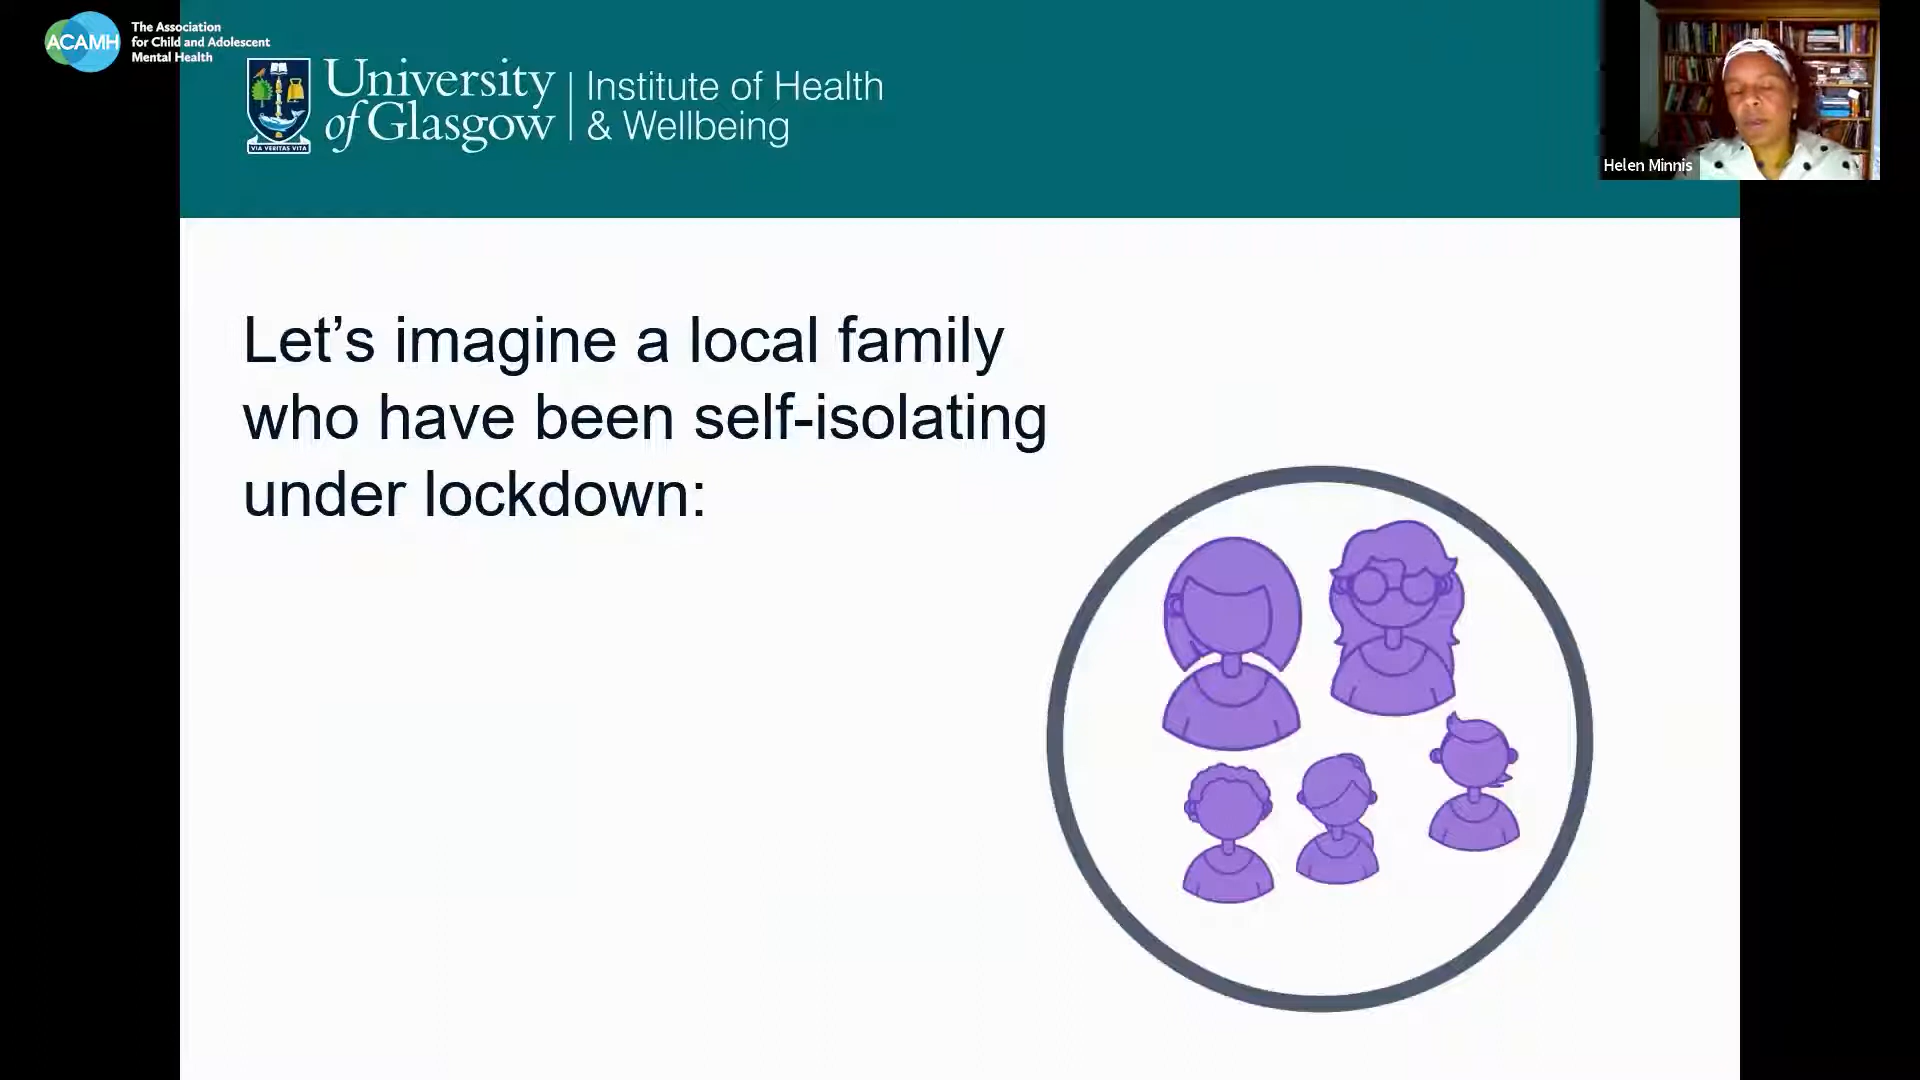 ACAMH
The Association
for Child and Adolescent
Mental Health
University
of Glasgow
Institute of Health
& Wellbeing
VIA VERITAS VITA
Helen Minnis
Let’s imagine a local family
who have been self-isolating
under lockdown: